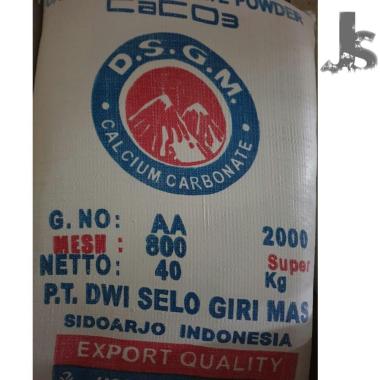 POWDER
CaCO3
D.S.G.M.
CALCIUM CARBONATE
G. NO: AA 2000
MESH: 800 Super
NETTO: 40 Kg
P.T. DWI SELO GIRI MAS
SIDOARJO INDONESIA
EXPORT QUALITY
JS